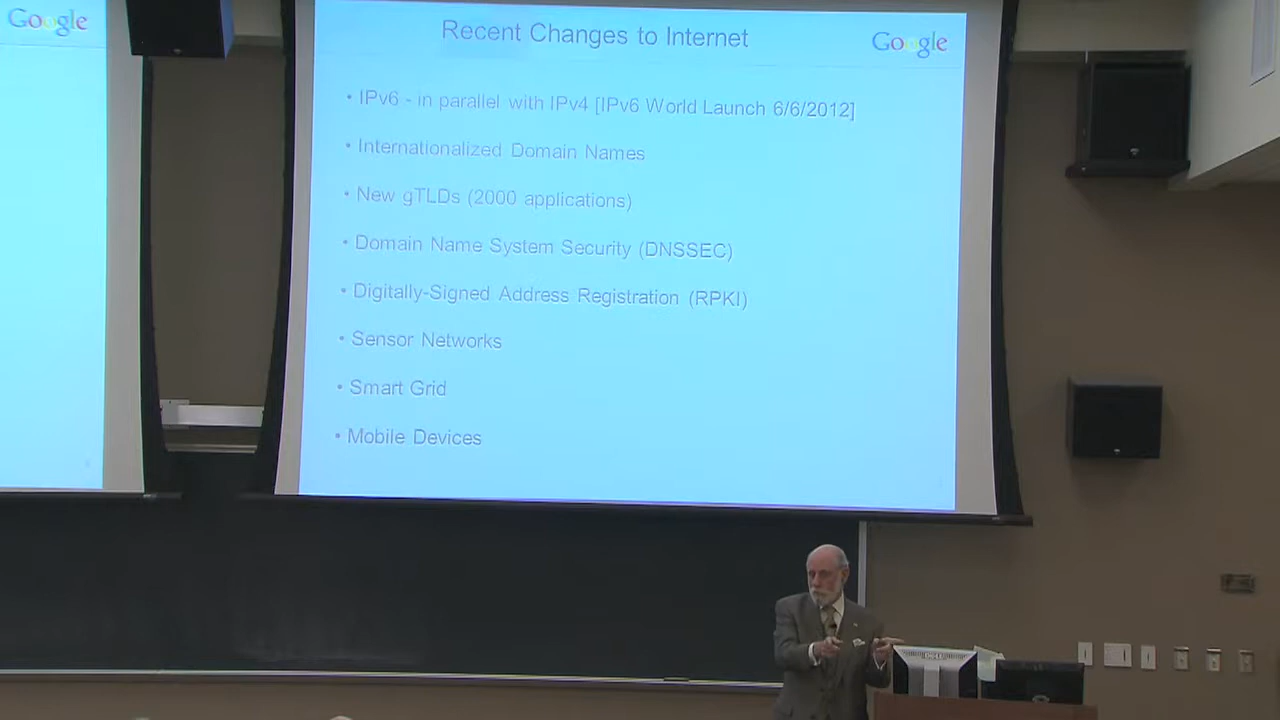 Google
Recent Changes to Internet
Google
• IPv6 - in parallel with IPv4 [IPv6 World Launch 6/6/2012]
• Internationalized Domain Names
• New gTLDs (2000 applications)
• Domain Name System Security (DNSSEC)
• Digitally-Signed Address Registration (RPKI)
• Sensor Networks
• Smart Grid
• Mobile Devices